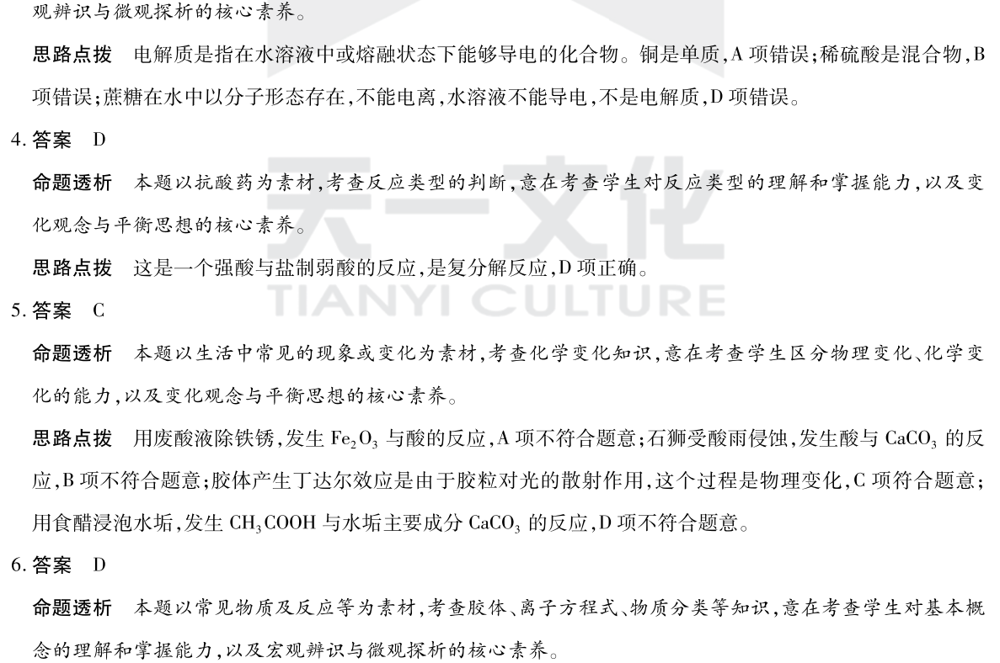 观辨识与微观探析的核心素养。
思路点拨 电解质是指在水溶液中或熔融状态下能够导电的化合物。铜是单质,A 项错误;稀硫酸是混合物,B
项错误;蔗糖在水中以分子形态存在,不能电离,水溶液不能导电,不是电解质,D 项错误。
4. 答案 D
命题透析 本题以抗酸药为素材,考查反应类型的判断,意在考查学生对反应类型的理解和掌握能力,以及变
化观念与平衡思想的核心素养。
思路点拨 这是一个强酸与盐制弱酸的反应,是复分解反应,D 项正确。
5. 答案 C
命题透析 本题以生活中常见的现象或变化为素材,考查化学变化知识,意在考查学生区分物理变化、化学变
化的能力,以及变化观念与平衡思想的核心素养。
思路点拨 用废酸液除铁锈,发生 Fe₂O₃ 与酸的反应,A 项不符合题意;石狮受酸雨侵蚀,发生酸与 CaCO₃ 的反
应,B 项不符合题意;胶体产生丁达尔效应是由于胶粒对光的散射作用,这个过程是物理变化,C 项符合题意;
用食醋浸泡水垢,发生 CH₃COOH 与水垢主要成分 CaCO₃ 的反应,D 项不符合题意。
6. 答案 D
命题透析 本题以常见物质及反应等为素材,考查胶体、离子方程式、物质分类等知识,意在考查学生对基本概
念的理解和掌握能力,以及宏观辨识与微观探析的核心素养。
天一文化
TIANYI CULTURE